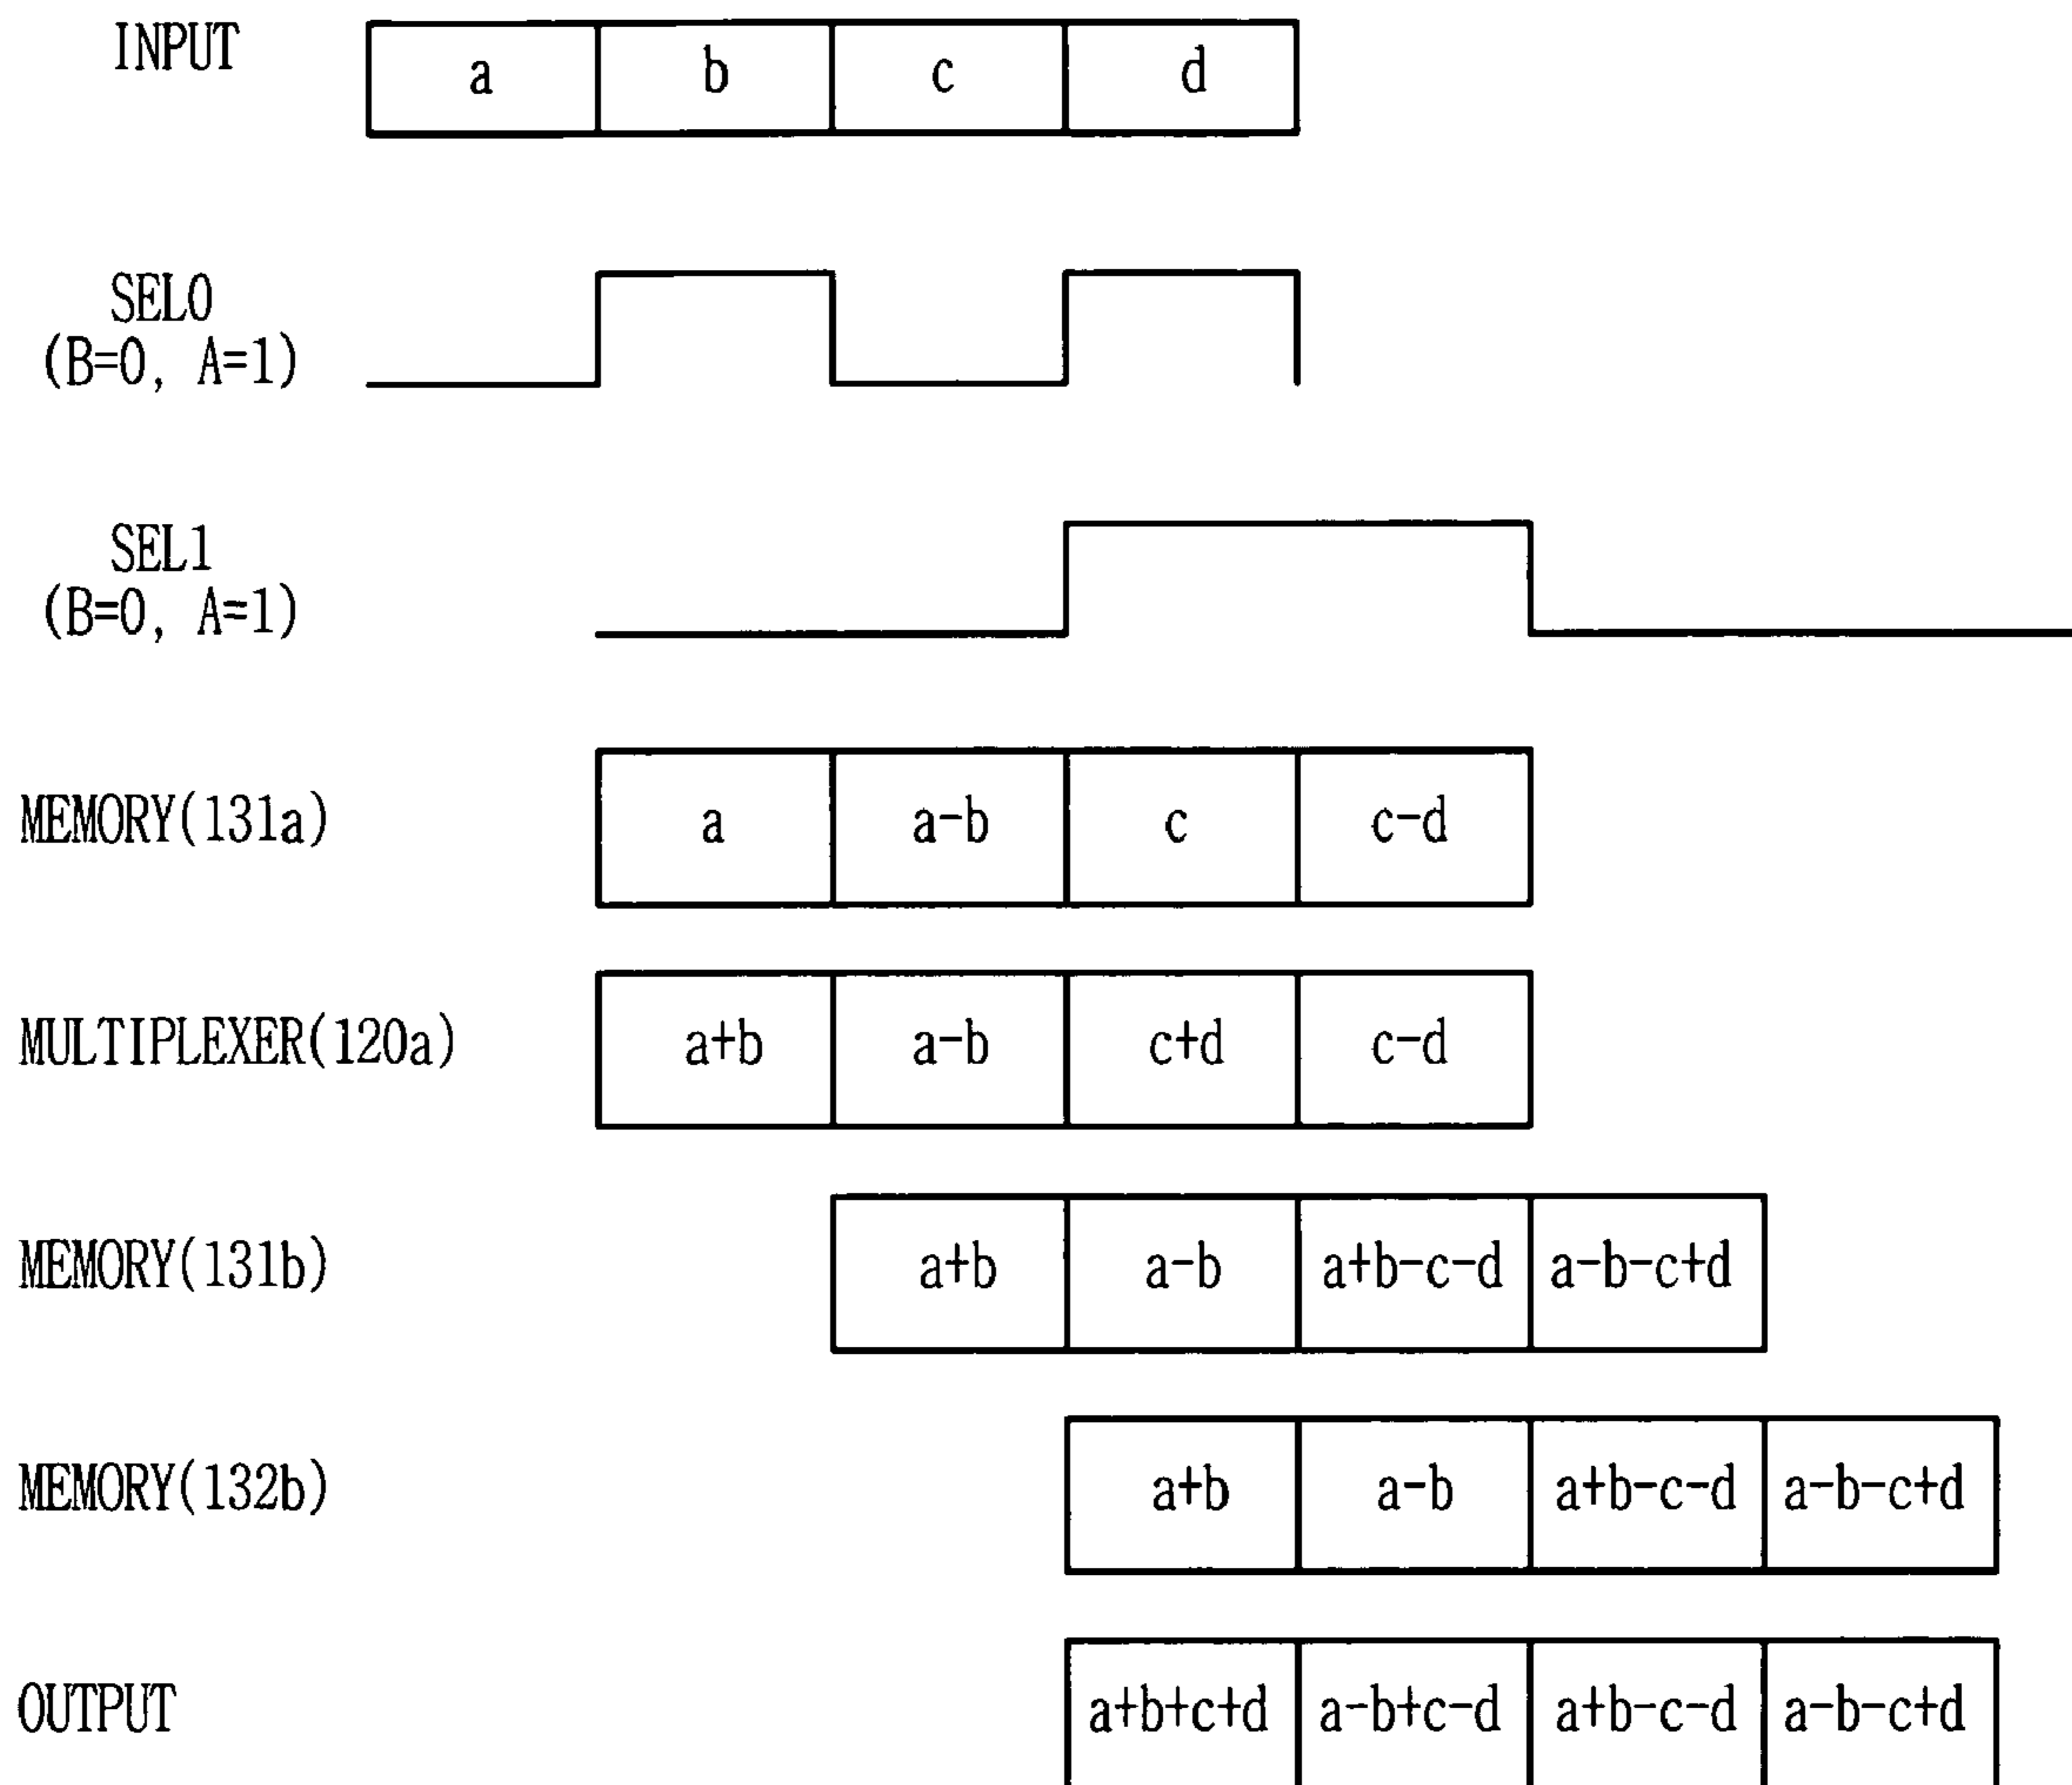 INPUT a b c d
SEL0
(B=0, A=1)
SEL1
(B=0, A=1)
MEMORY(131a) a a-b c c-d
MULTIPLEXER(120a) a+b a-b c+d c-d
MEMORY(131b) a+b a-b a+b-c-d a-b-c+d
MEMORY(132b) a+b a-b a+b-c-d a-b-c+d
OUTPUT a+b+c+d a-b+c-d a+b-c-d a-b-c+d